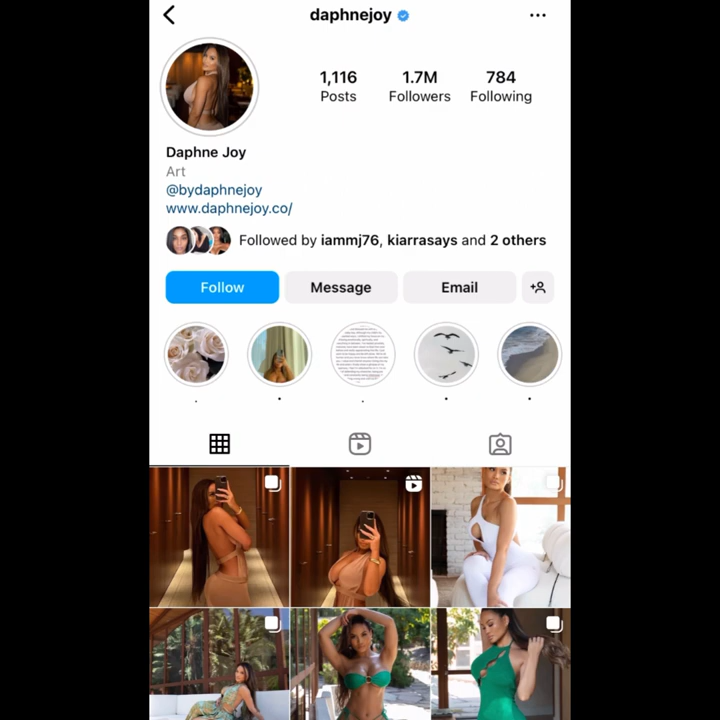 daphnejoy
1,116 1.7M 784
Posts Followers Following
Daphne Joy
Art
@bydaphnejoy
www.daphnejoy.co/
Followed by iammj76, kiarrasays and 2 others
Follow Message Email
. . . . .